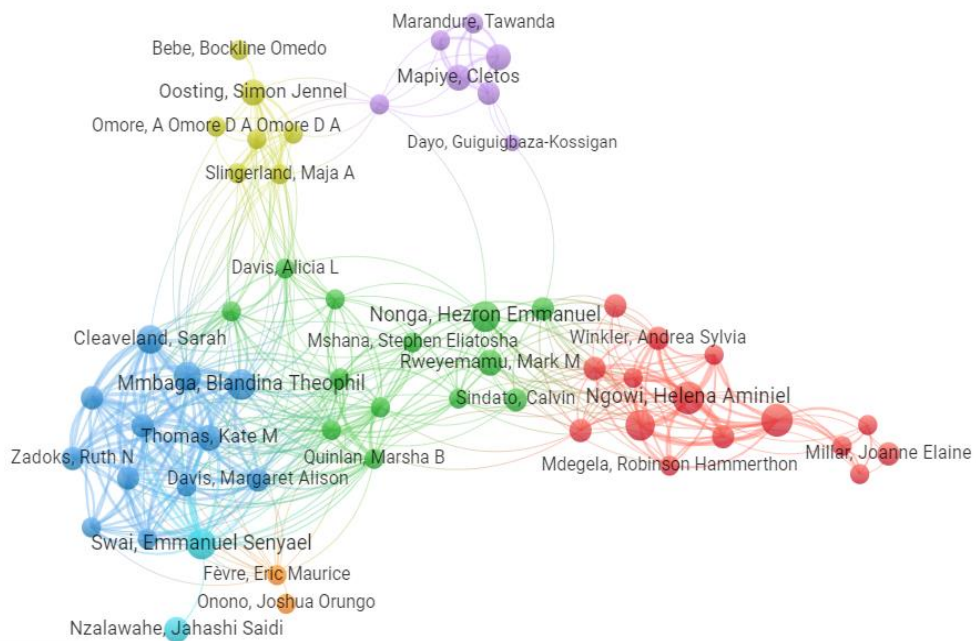 Marandure, Tawanda
Bebe, Bockline Omedo
Mapiye, Cletos
Oosting, Simon Jennel
Omore, A Omore D A Omore D A
Dayo, Guiguigbaza-Kossigan
Slingerland, Maja A
Davis, Alicia L
Nonga, Hezron Emmanuel
Cleaveland, Sarah
Mshana, Stephen Eliatosha
Winkler, Andrea Sylvia
Rweyemamu, Mark M
Mmbaga, Blandina Theophil
Sindato, Calvin
Ngowi, Helena Aminiel
Thomas, Kate M
Zadoks, Ruth N
Quinlan, Marsha B
Mdegela, Robinson Hammerthon
Millar, Joanne Elaine
Davis, Margaret Alison
Swai, Emmanuel Senyael
Fèvre, Eric Maurice
Onono, Joshua Orungo
Nzalawahe, Jahashi Saidi